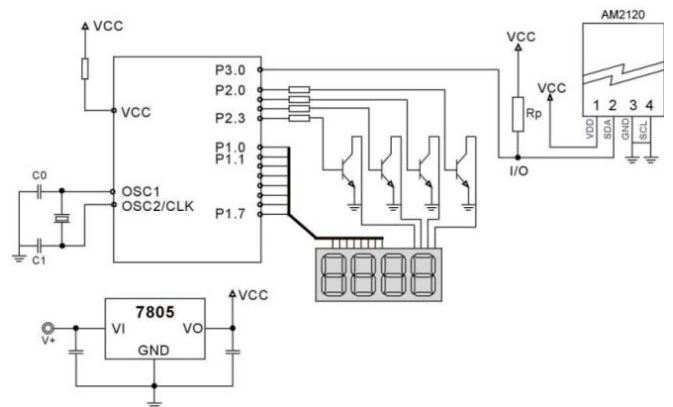 AM2120
VCC
VCC
P3.0
P2.0
VCC
VCC
Rp
1 2 3 4
VDD
SDA
GND
SCL
P2.3
P1.0
P1.1
I/O
C0
OSC1
OSC2/CLK
P1.7
C1
7805
VCC
VI
VO
V+
GND